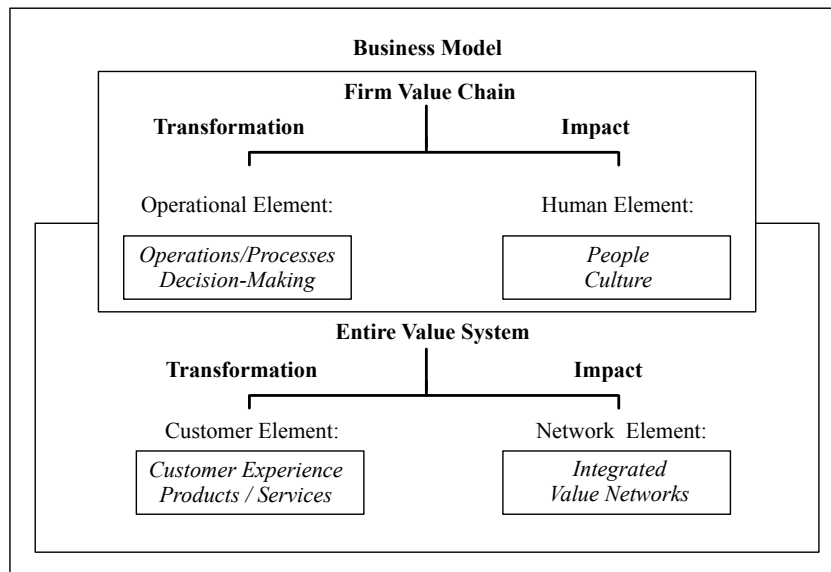 Business Model
Firm Value Chain
Transformation Impact
Operational Element: Human Element:
Operations/Processes
Decision-Making
People
Culture
Entire Value System
Transformation Impact
Customer Element: Network Element:
Customer Experience
Products / Services
Integrated
Value Networks